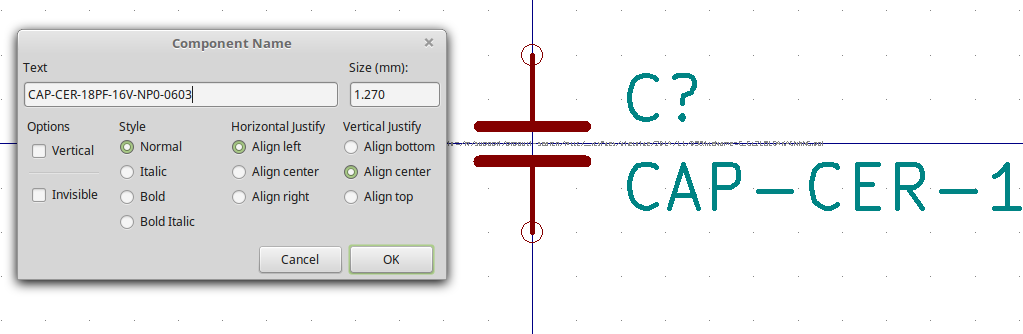 Component Name
Text
Size (mm):
CAP-CER-18PF-16V-NP0-0603
1.270
Options
Style
Horizontal Justify
Vertical Justify
Vertical
Normal
Align left
Align bottom
Italic
Align center
Align center
Invisible
Bold
Align right
Align top
Bold Italic
Cancel
OK
C?
CAP-CER-1